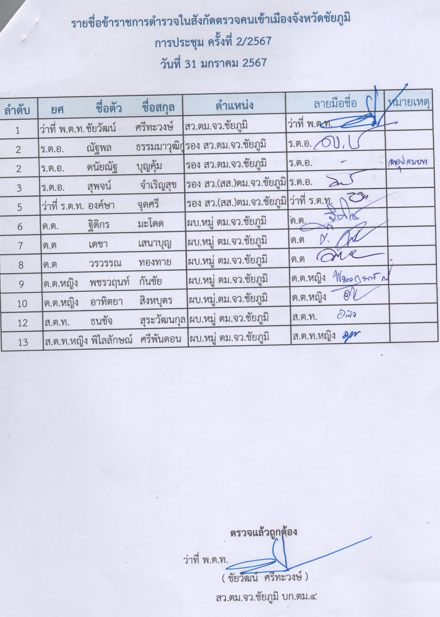 รายชื่อข้าราชการตำรวจในสังกัดตรวจคนเข้าเมืองจังหวัดชัยภูมิ
การประชุม ครั้งที่ 2/2567
วันที่ 31 มกราคม 2567
ลำดับ ยศ ชื่อตัว ชื่อสกุล ตำแหน่ง ลายมือชื่อ หมายเหตุ
1 ว่าที่ พ.ต.ท. ชัยวัฒน์ ศรีทะวงษ์ สว.ตม.จว.ชัยภูมิ ว่าที่ พ.ต.ท.
2 ร.ต.อ. ณัฐพล ธรรมมาวุฒิ รอง สว.ตม.จว.ชัยภูมิ ร.ต.อ.
2 ร.ต.อ. ดนัยณัฐ บุญคุ้ม รอง สว.ตม.จว.ชัยภูมิ ร.ต.อ. -
3 ร.ต.อ. สุพจน์ จำเริญสุข รอง สว.(สส.)ตม.จว.ชัยภูมิ ร.ต.อ.
5 ว่าที่ ร.ต.ท. องค์ษา จุดศรี รอง สว.(สส.)ตม.จว.ชัยภูมิ ว่าที่ ร.ต.ท.
6 ด.ต. ฐิติกร มะโคด ผบ.หมู่ ตม.จว.ชัยภูมิ ด.ต.
7 ด.ต เดชา เสนาบุญ ผบ.หมู่ ตม.จว.ชัยภูมิ ด.ต
8 ด.ต วรวรรณ ทองทาย ผบ.หมู่ ตม.จว.ชัยภูมิ ด.ต
9 ด.ต.หญิง พชรวฤนท์ กันชัย ผบ.หมู่.ตม.จว.ชัยภูมิ ด.ต.หญิง
10 ด.ต.หญิง อาทิตยา สิงหบุตร ผบ.หมู่.ตม.จว.ชัยภูมิ ด.ต.หญิง
12 ส.ต.ท. ธนชัจ สุระวัฒนกุล ผบ.หมู่ ตม.จว.ชัยภูมิ ส.ต.ท.
13 ส.ต.ท.หญิง พิไลลักษณ์ ศรีพันดอน ผบ.หมู่ ตม.จว.ชัยภูมิ ส.ต.ท.หญิง
ตรวจแล้วถูกต้อง
ว่าที่ พ.ต.ท.
( ชัยวัฒน์ ศรีทะวงษ์ )
สว.ตม.จว.ชัยภูมิ บก.ตม.๔